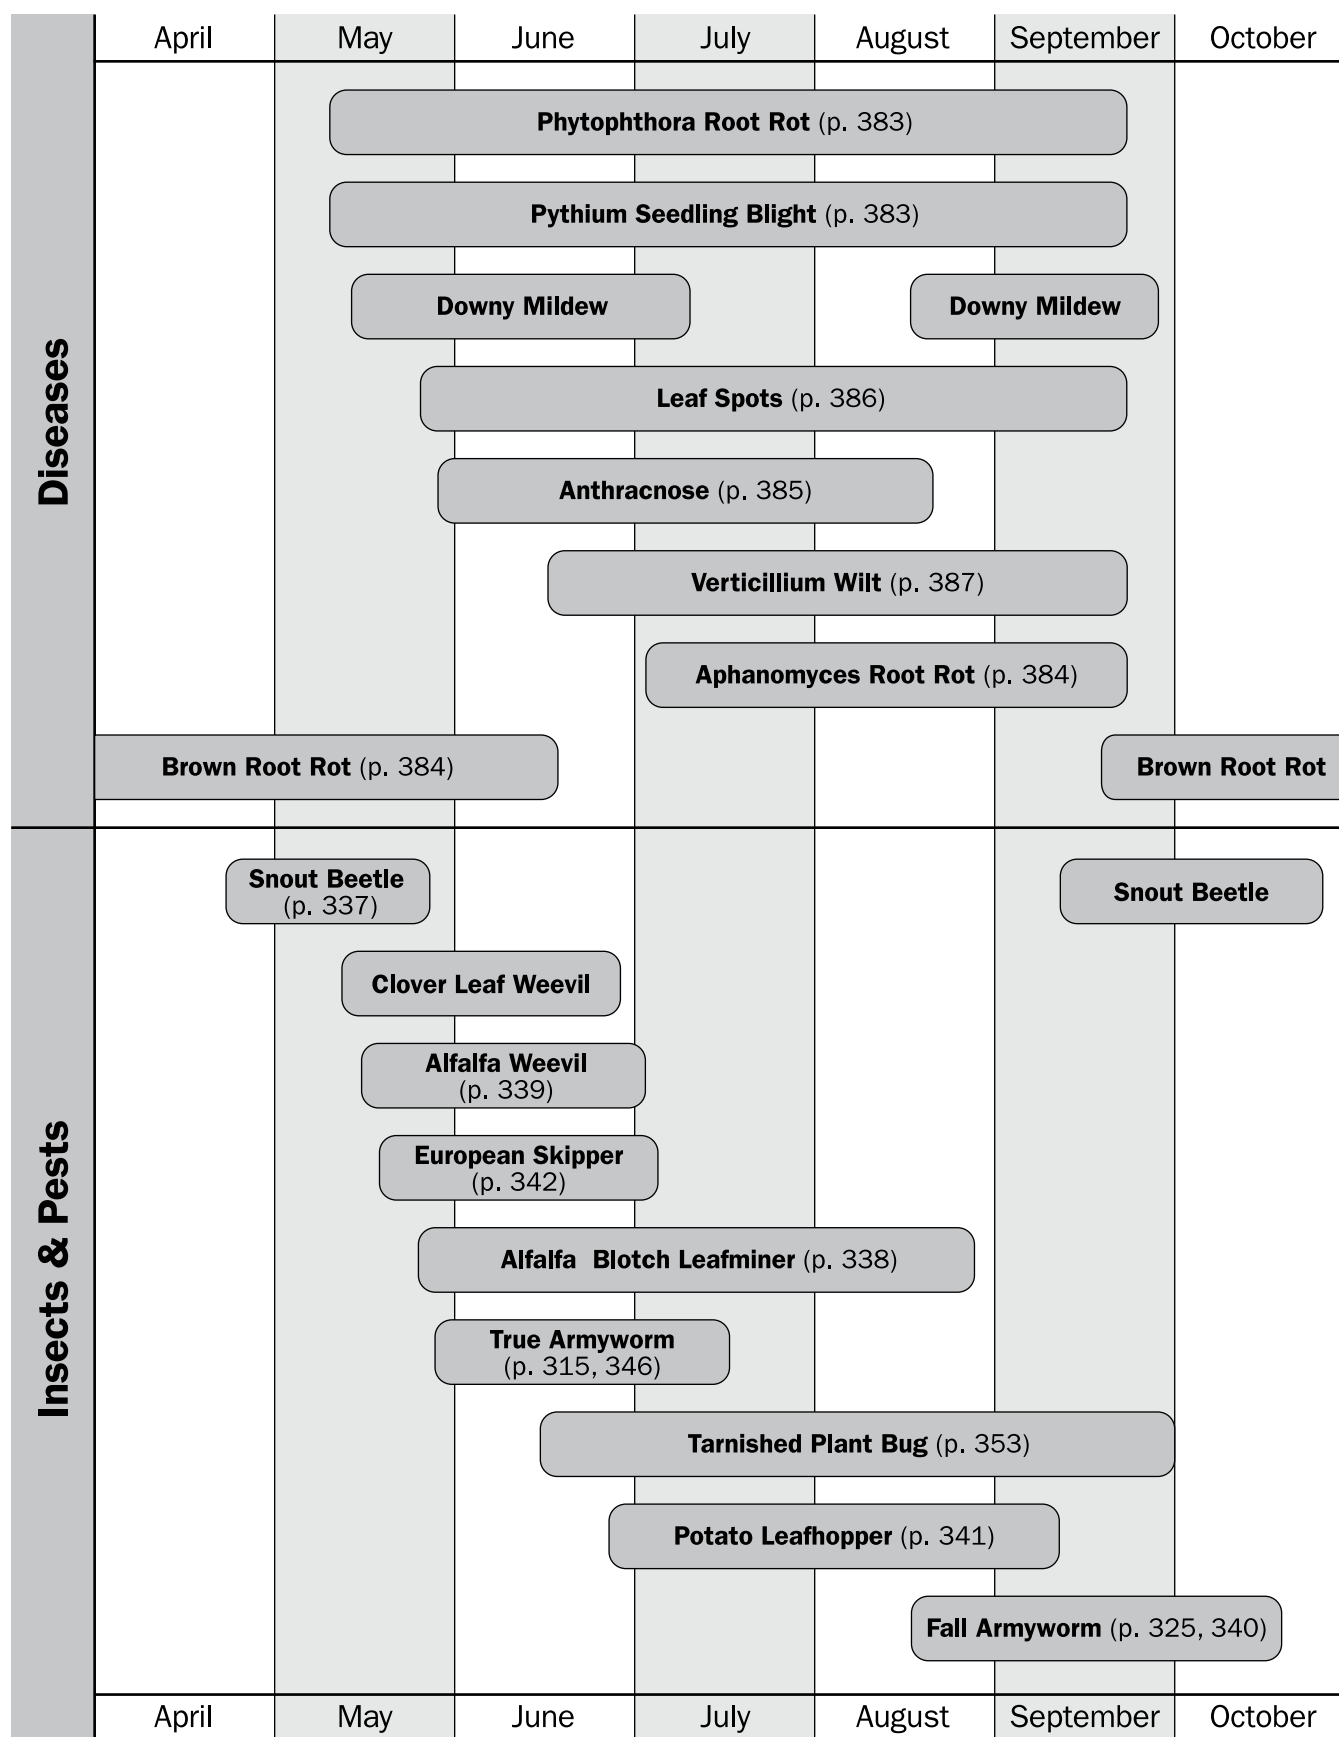 April May June July August September October
Diseases
Phytophthora Root Rot (p. 383)
Pythium Seedling Blight (p. 383)
Downy Mildew Downy Mildew
Leaf Spots (p. 386)
Anthracnose (p. 385)
Verticillium Wilt (p. 387)
Aphanomyces Root Rot (p. 384)
Brown Root Rot (p. 384) Brown Root Rot
Insects & Pests
Snout Beetle
(p. 337)
Snout Beetle
Clover Leaf Weevil
Alfalfa Weevil
(p. 339)
European Skipper
(p. 342)
Alfalfa Blotch Leafminer (p. 338)
True Armyworm
(p. 315, 346)
Tarnished Plant Bug (p. 353)
Potato Leafhopper (p. 341)
Fall Armyworm (p. 325, 340)
April May June July August September October